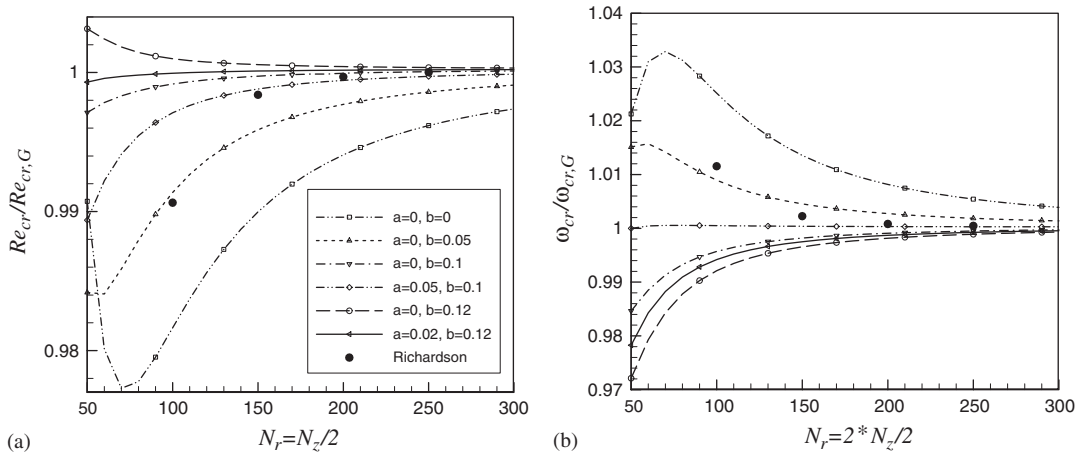 Re_cr/Re_cr,G
1
0.99
0.98
50 100 150 200 250 300
N_r=N_z/2
(a)
a=0, b=0
a=0, b=0.05
a=0, b=0.1
a=0.05, b=0.1
a=0, b=0.12
a=0.02, b=0.12
Richardson
ω_cr/ω_cr,G
1.04
1.03
1.02
1.01
1
0.99
0.98
0.97
50 100 150 200 250 300
N_r=2*N_z/2
(b)